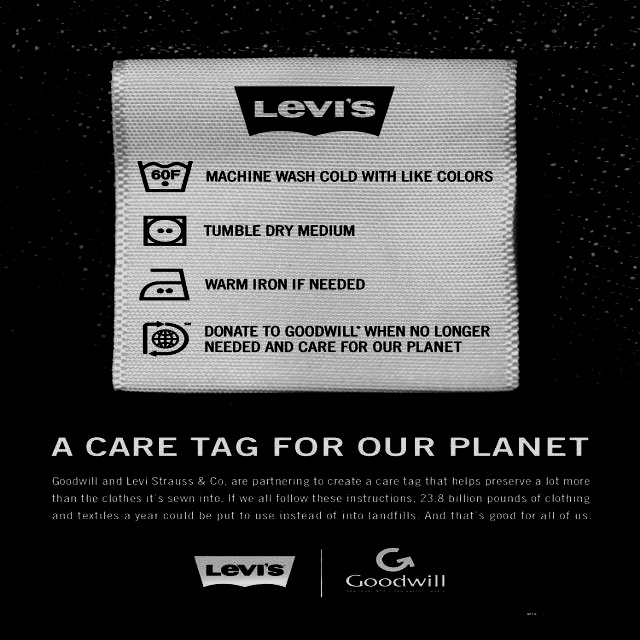 Levi's
60F MACHINE WASH COLD WITH LIKE COLORS
TUMBLE DRY MEDIUM
WARM IRON IF NEEDED
DONATE TO GOODWILL® WHEN NO LONGER
NEEDED AND CARE FOR OUR PLANET
A CARE TAG FOR OUR PLANET
Goodwill and Levi Strauss & Co. are partnering to create a care tag that helps preserve a lot more
than the clothes it's sewn into. If we all follow these instructions, 23.8 billion pounds of clothing
and textiles a year could be put to use instead of into landfills. And that's good for all of us.
Levi's
Goodwill